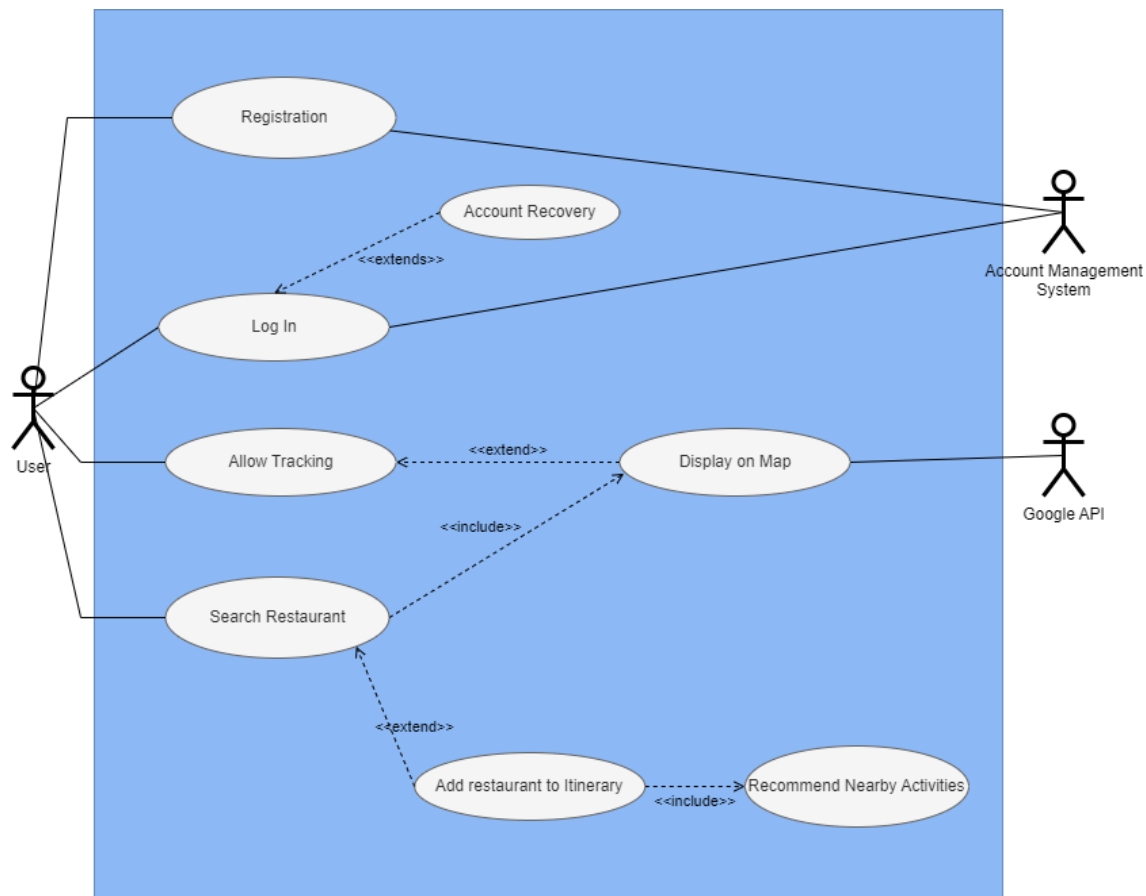 Registration
Account Recovery
<<extends>>
Account Management
System
Log In
User
Allow Tracking
<<extend>>
Display on Map
Google API
<<include>>
Search Restaurant
<<extend>>
Add restaurant to Itinerary
<<include>>
Recommend Nearby Activities